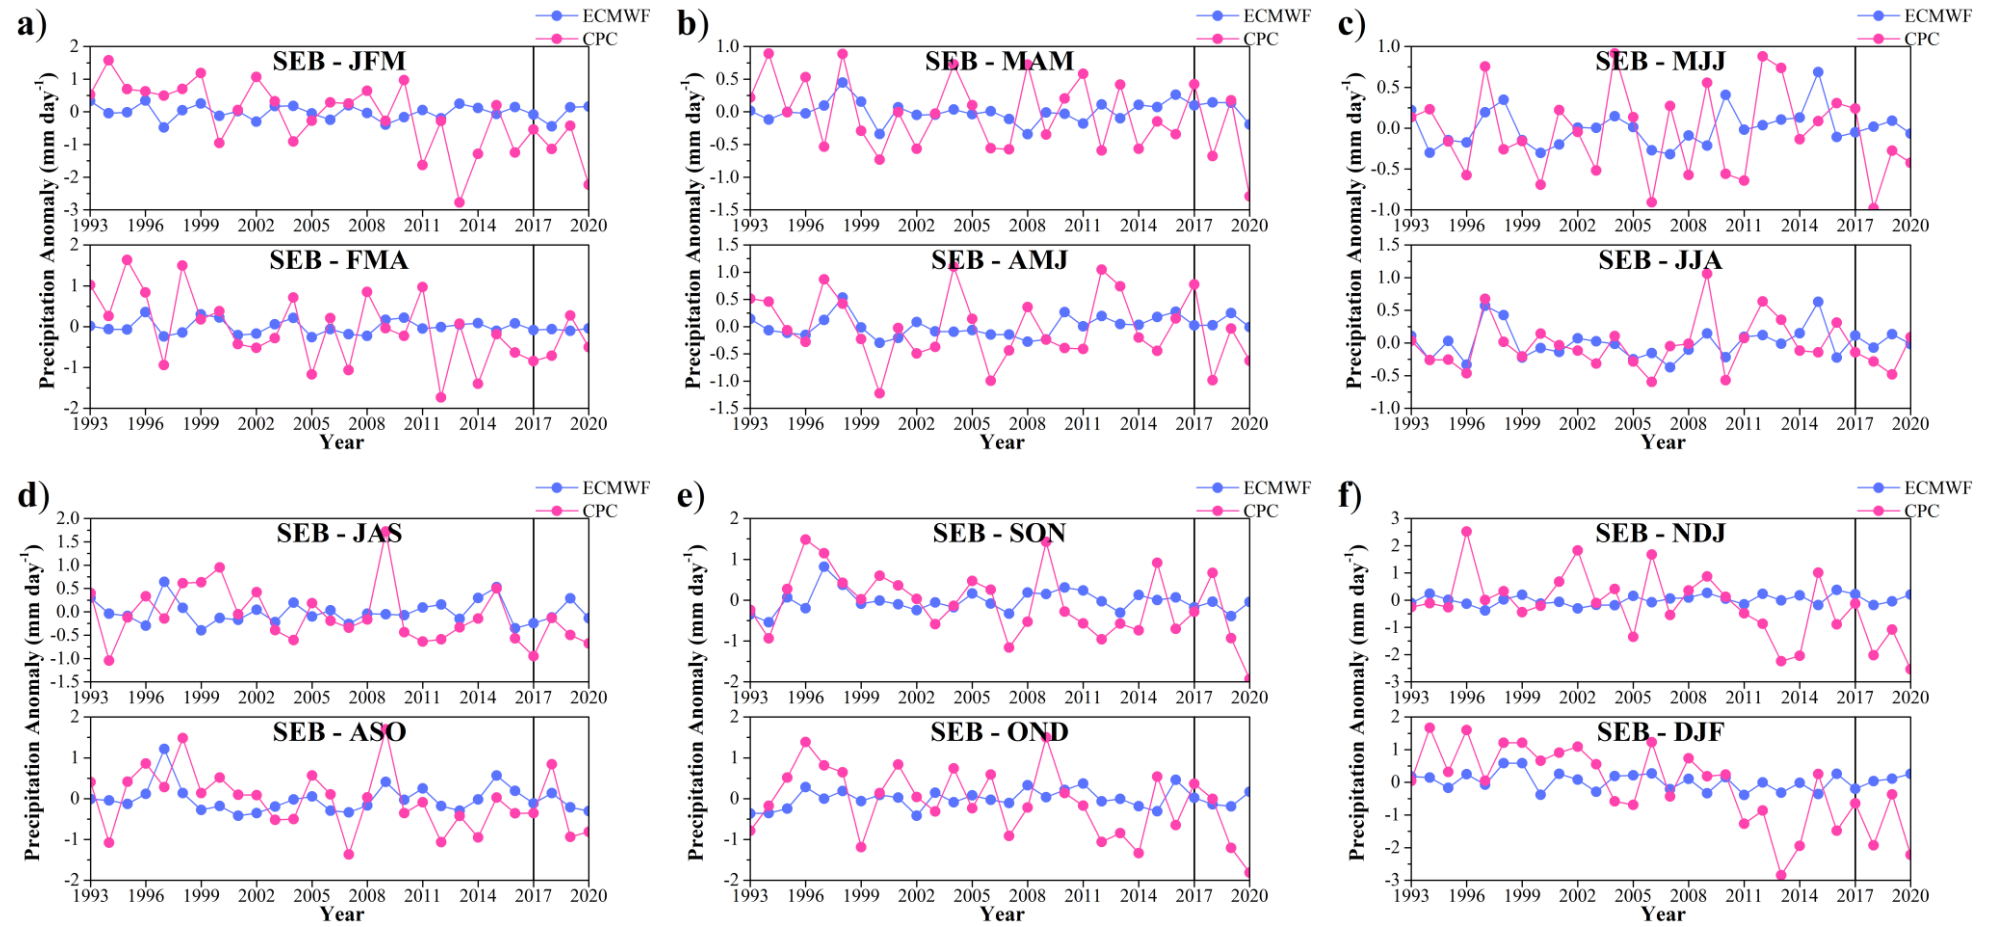 a)
ECMWF
CPC
SEB - JFM
2
1
0
-1
-2
-3
1993 1996 1999 2002 2005 2008 2011 2014 2017 2020
SEB - FMA
2
1
0
-1
-2
1993 1996 1999 2002 2005 2008 2011 2014 2017 2020
Precipitation Anomaly (mm day-1)
Year
b)
ECMWF
CPC
SEB - MAM
1.0
0.5
0.0
-0.5
-1.0
-1.5
1993 1996 1999 2002 2005 2008 2011 2014 2017 2020
SEB - AMJ
1.5
1.0
0.5
0.0
-0.5
-1.0
-1.5
1993 1996 1999 2002 2005 2008 2011 2014 2017 2020
Precipitation Anomaly (mm day-1)
Year
c)
ECMWF
CPC
SEB - MJJ
1.0
0.5
0.0
-0.5
-1.0
1993 1996 1999 2002 2005 2008 2011 2014 2017 2020
SEB - JJA
1.5
1.0
0.5
0.0
-0.5
-1.0
1993 1996 1999 2002 2005 2008 2011 2014 2017 2020
Precipitation Anomaly (mm day-1)
Year
d)
ECMWF
CPC
SEB - JAS
2.0
1.5
1.0
0.5
0.0
-0.5
-1.0
-1.5
1993 1996 1999 2002 2005 2008 2011 2014 2017 2020
SEB - ASO
2
1
0
-1
-2
1993 1996 1999 2002 2005 2008 2011 2014 2017 2020
Precipitation Anomaly (mm day-1)
Year
e)
ECMWF
CPC
SEB - SON
2
1
0
-1
-2
1993 1996 1999 2002 2005 2008 2011 2014 2017 2020
SEB - OND
2
1
0
-1
-2
1993 1996 1999 2002 2005 2008 2011 2014 2017 2020
Precipitation Anomaly (mm day-1)
Year
f)
ECMWF
CPC
SEB - NDJ
3
2
1
0
-1
-2
-3
1993 1996 1999 2002 2005 2008 2011 2014 2017 2020
SEB - DJF
2
1
0
-1
-2
-3
1993 1996 1999 2002 2005 2008 2011 2014 2017 2020
Precipitation Anomaly (mm day-1)
Year